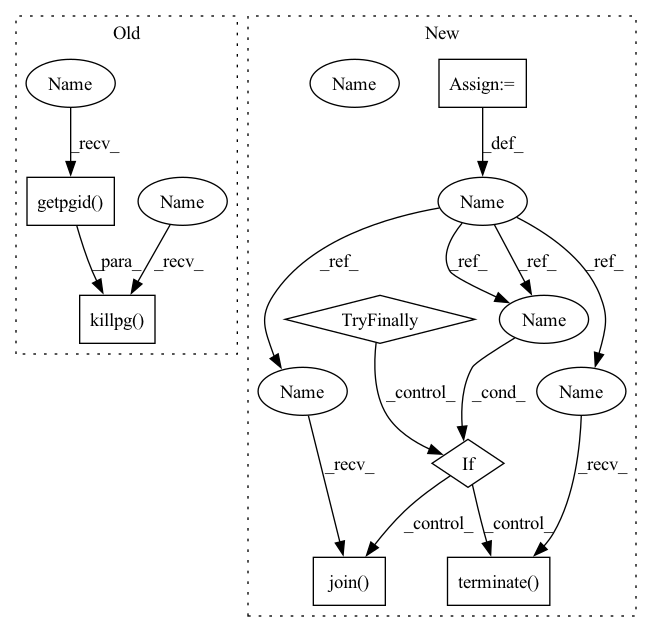 Old
New
Name
Name
Assign:=
_recv_
_def_
getpgid()
Name
Name
_para_
_recv_
_ref_
_ref_
_ref_
_ref_
killpg()
TryFinally
Name
Name
Name
_control_
_cond_
_recv_
If
_recv_
_control_
_control_
join()
terminate()